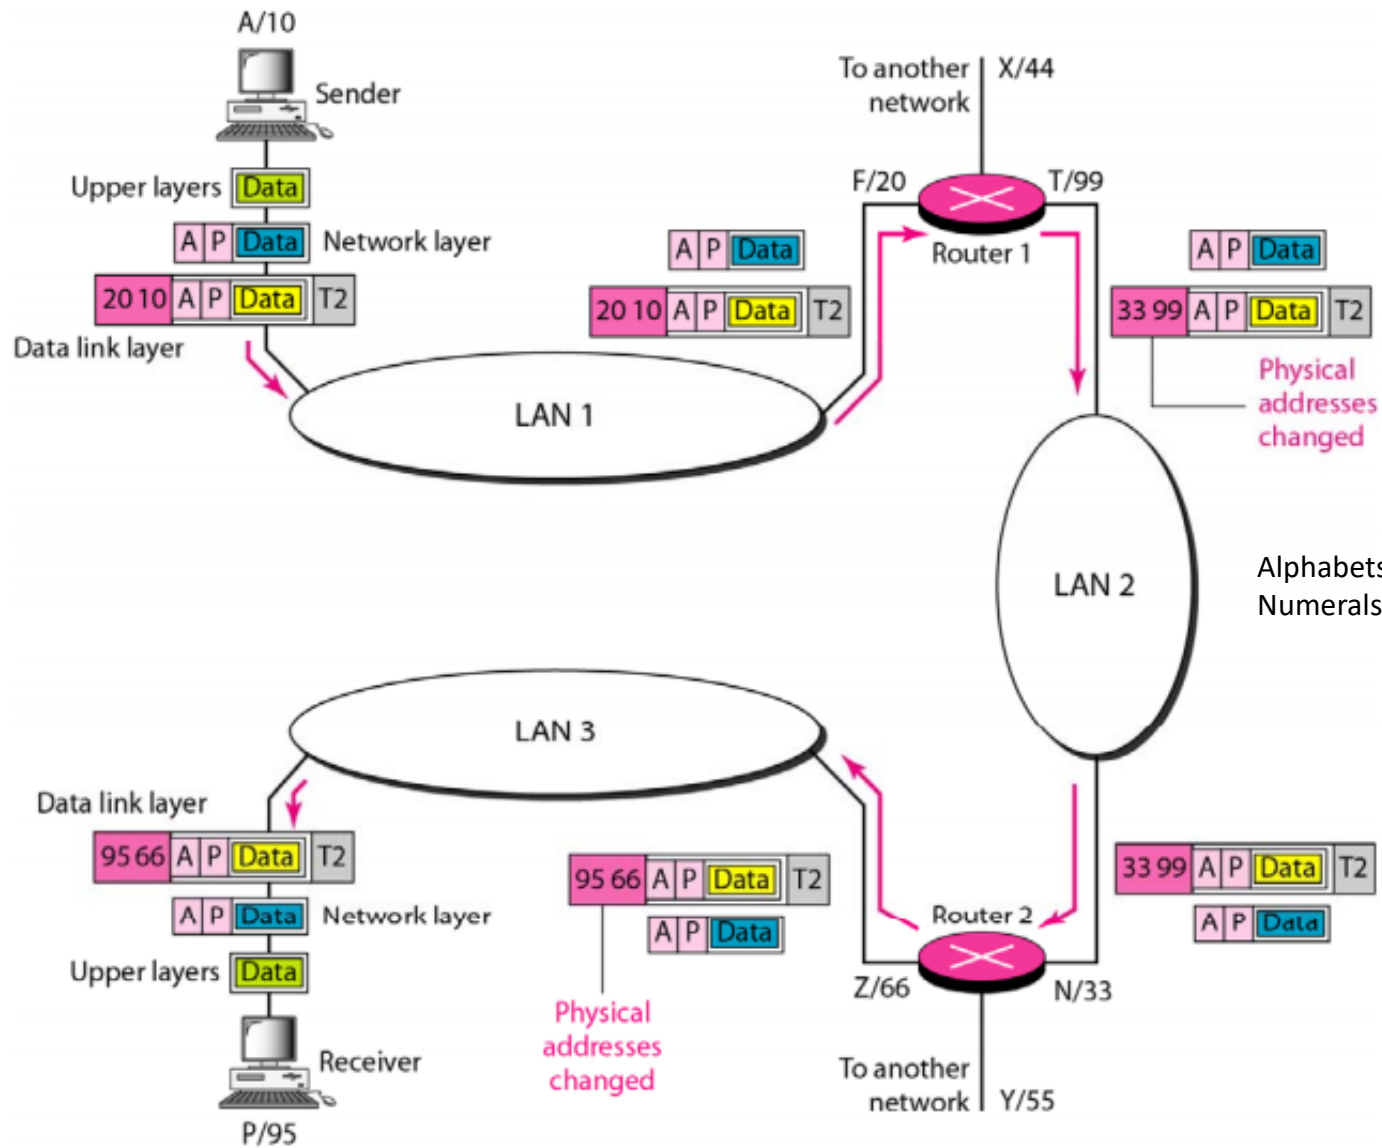 A/10
Sender
To another
network
X/44
Upper layers Data
F/20
T/99
A P Data Network layer
A P Data
Router 1
A P Data
20 10 A P Data T2
20 10 A P Data T2
33 99 A P Data T2
Data link layer
Physical
addresses
changed
LAN 1
LAN 2
Alphabets
Numerals
LAN 3
Data link layer
95 66 A P Data T2
95 66 A P Data T2
33 99 A P Data T2
A P Data Network layer
A P Data
Router 2
A P Data
Upper layers Data
Z/66
N/33
Physical
addresses
changed
Receiver
To another
network
Y/55
P/95